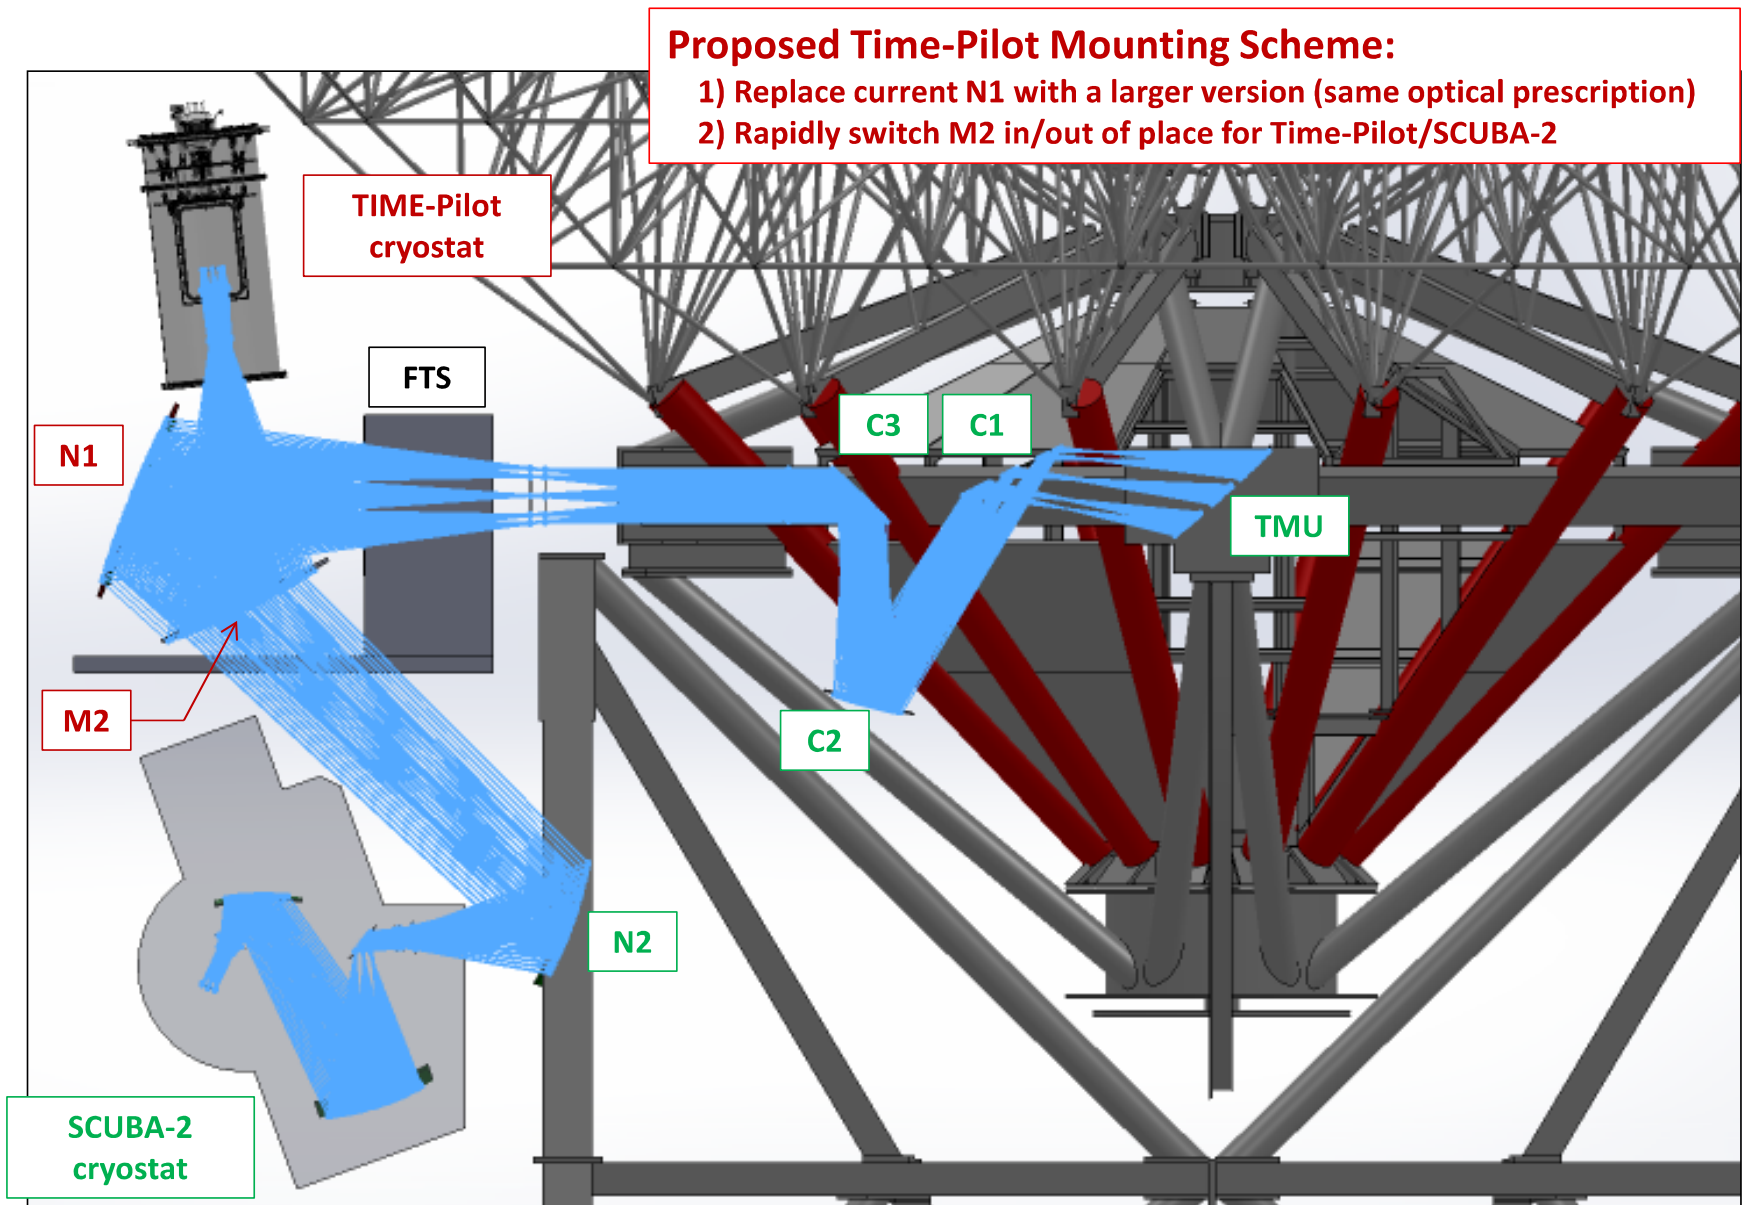 Proposed Time-Pilot Mounting Scheme:
1) Replace current N1 with a larger version (same optical prescription)
2) Rapidly switch M2 in/out of place for Time-Pilot/SCUBA-2
TIME-Pilot
cryostat
FTS
C3
C1
N1
TMU
M2
C2
N2
SCUBA-2
cryostat